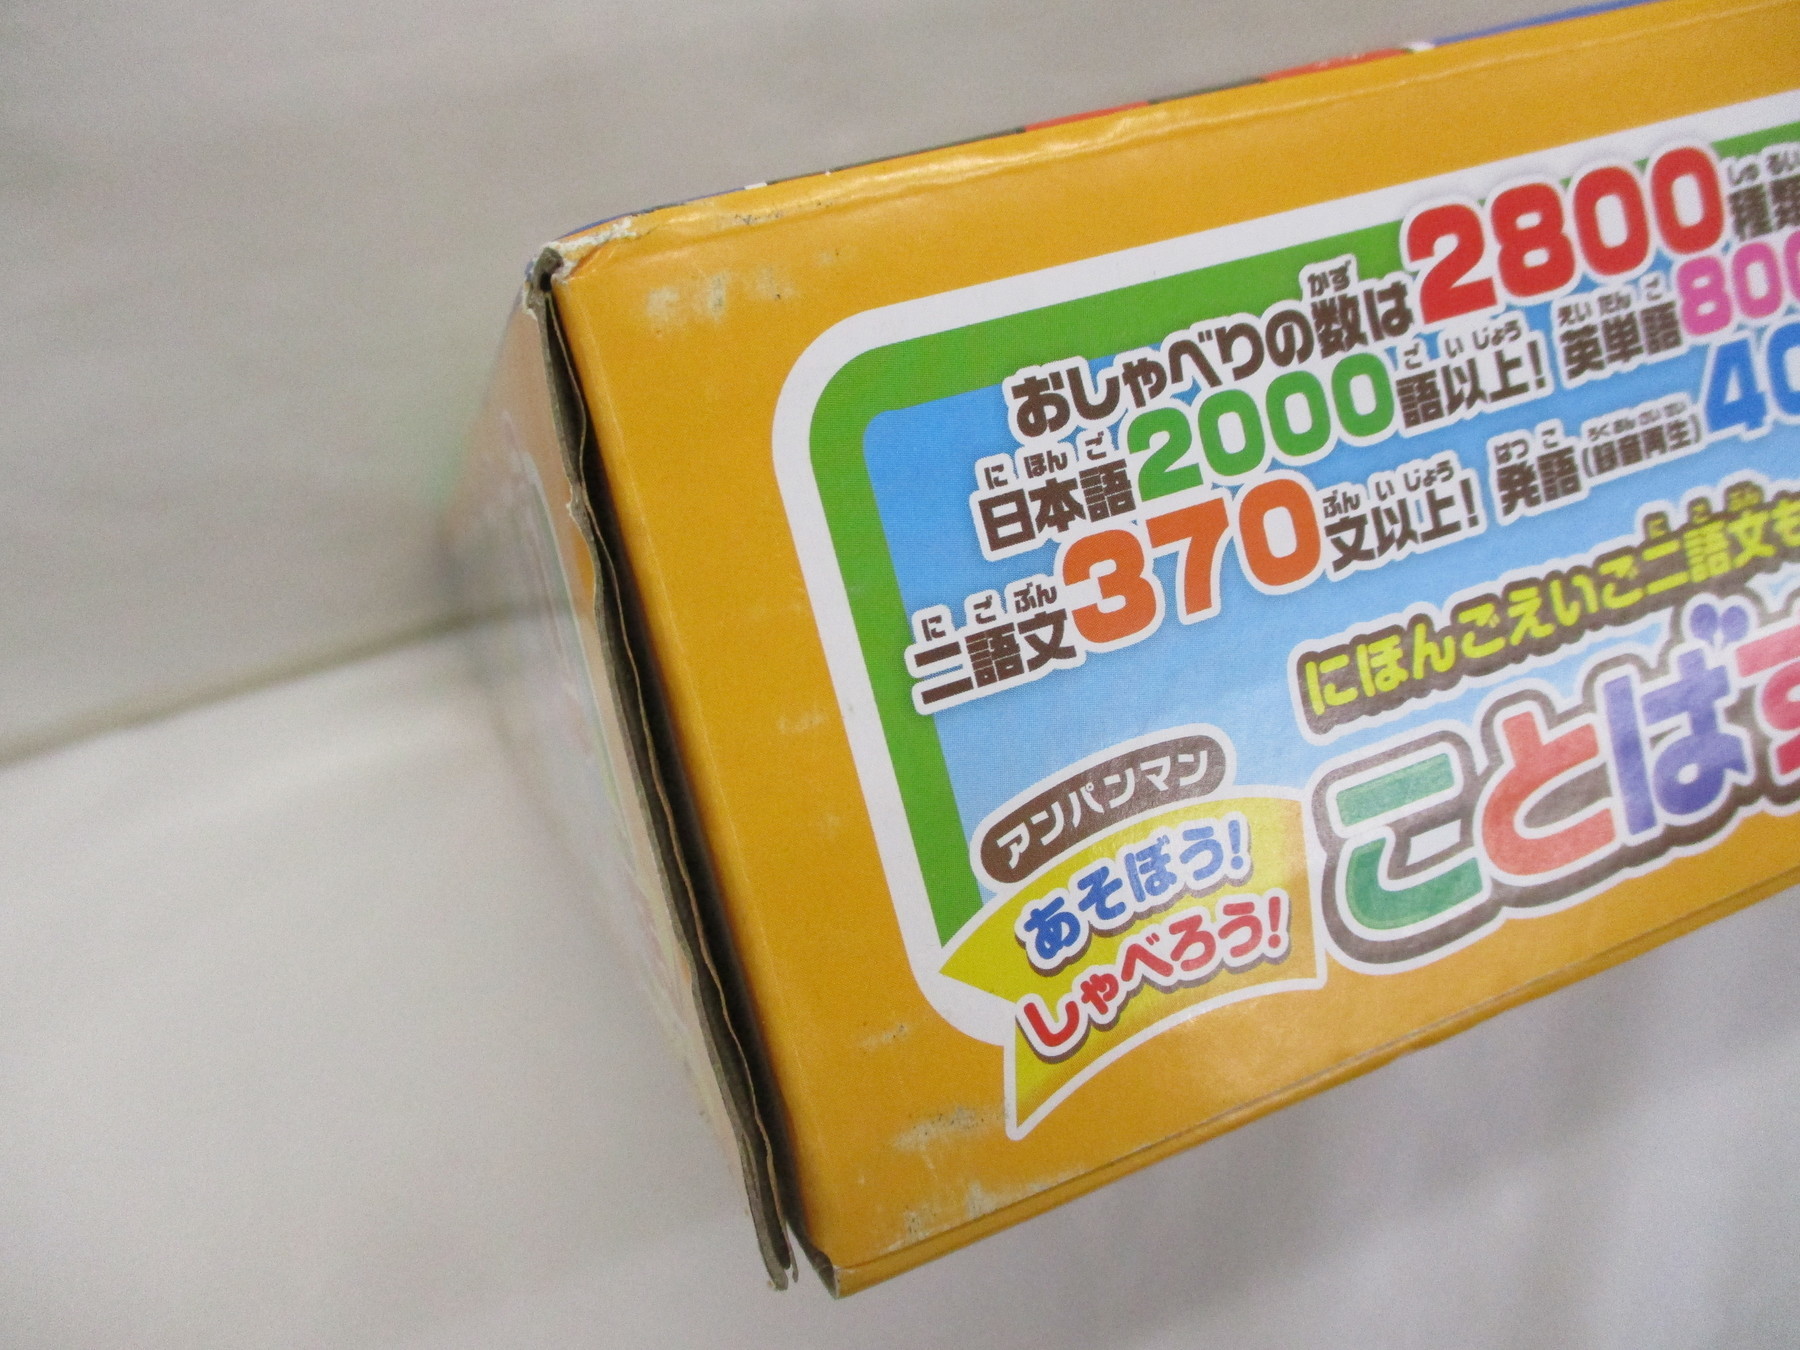 おしゃべりの数は2800種類
日本語2000語以上！ 英単語800
二語文370文以上！ 発語（録音再生）40
にほんごえいご二語文も
ことばず
アンパンマン
あそぼう！
しゃべろう！